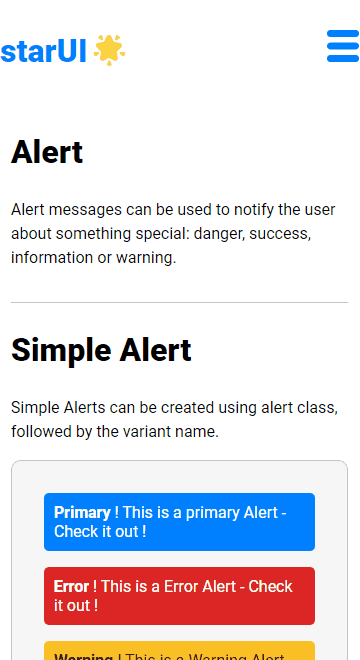 starUI 🌟
Alert
Alert messages can be used to notify the user
about something special: danger, success,
information or warning.
Simple Alert
Simple Alerts can be created using alert class,
followed by the variant name.
Primary ! This is a primary Alert -
Check it out !
Error ! This is a Error Alert - Check
it out !
Warning ! This is a Warning Alert